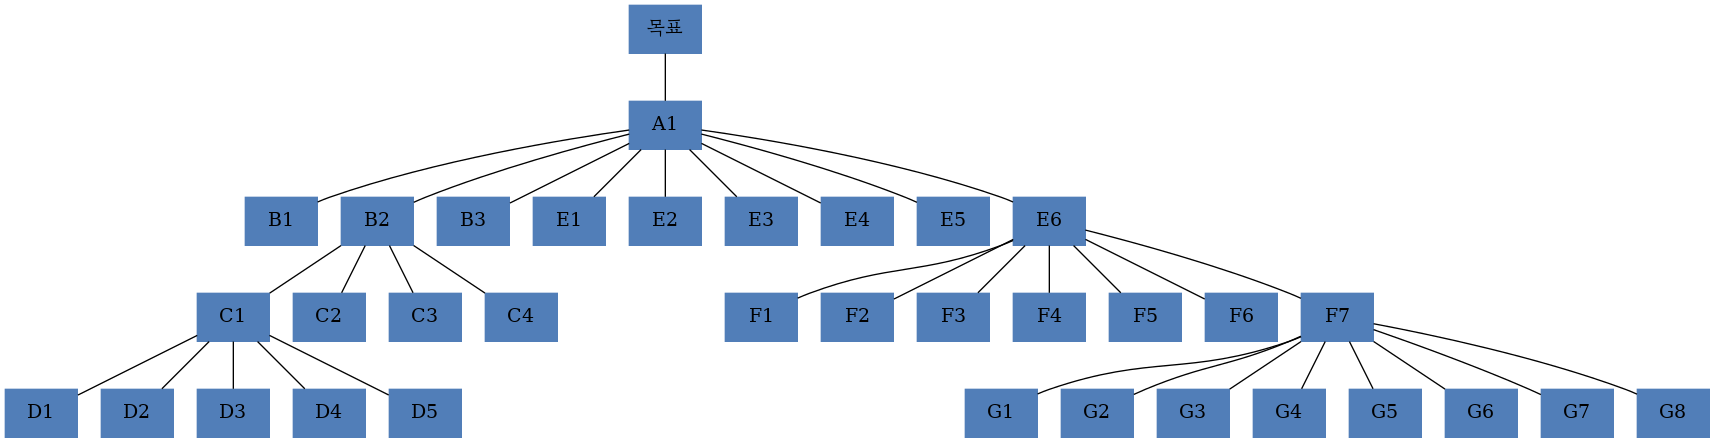 목표
A1
B1 B2 B3 E1 E2 E3 E4 E5 E6
C1 C2 C3 C4 F1 F2 F3 F4 F5 F6 F7
D1 D2 D3 D4 D5 G1 G2 G3 G4 G5 G6 G7 G8